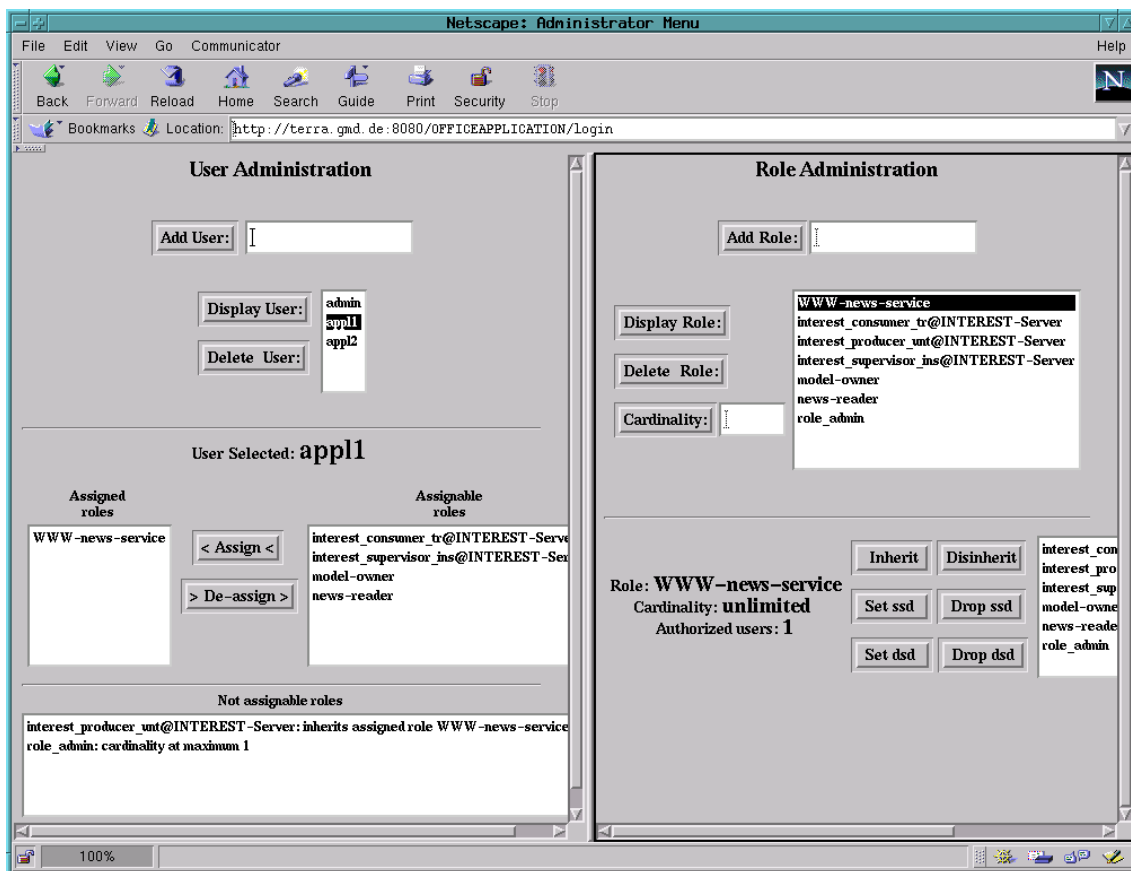 Netscape: Administrator Menu
File Edit View Go Communicator Help
Back Forward Reload Home Search Guide Print Security Stop
N
Bookmarks Location: http://terra.gmd.de:8080/OFFICEAPPLICATION/login
User Administration
Add User:
Display User:
Delete User:
admin
appl1
appl2
User Selected: appl1
Assigned
roles
WWW-news-service
< Assign <
> De-assign >
Assignable
roles
interest_consumer_tr@INTEREST-Serve
interest_supervisor_ins@INTEREST-Ser
model-owner
news-reader
Not assignable roles
interest_producer_unt@INTEREST-Server: inherits assigned role WWW-news-service
role_admin: cardinality at maximum 1
Role Administration
Add Role:
Display Role:
Delete Role:
Cardinality:
WWW-news-service
interest_consumer_tr@INTEREST-Server
interest_producer_unt@INTEREST-Server
interest_supervisor_ins@INTEREST-Server
model-owner
news-reader
role_admin
Role: WWW-news-service
Cardinality: unlimited
Authorized users: 1
Inherit Disinherit
Set ssd Drop ssd
Set dsd Drop dsd
interest_con
interest_pro
interest_sup
model-owne
news-reade
role_admin
100%